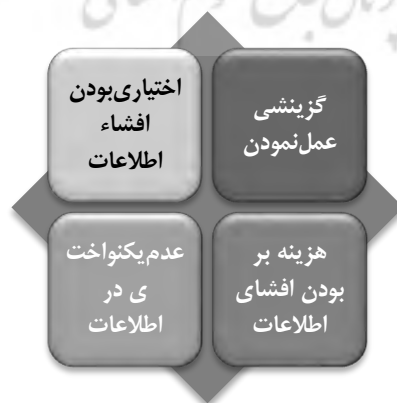 گزینشی
عمل‌نمودن
اختیاری‌بودن
افشاء
اطلاعات
هزینه بر
بودن افشای
اطلاعات
عدم‌یکنواخت
ی در
اطلاعات